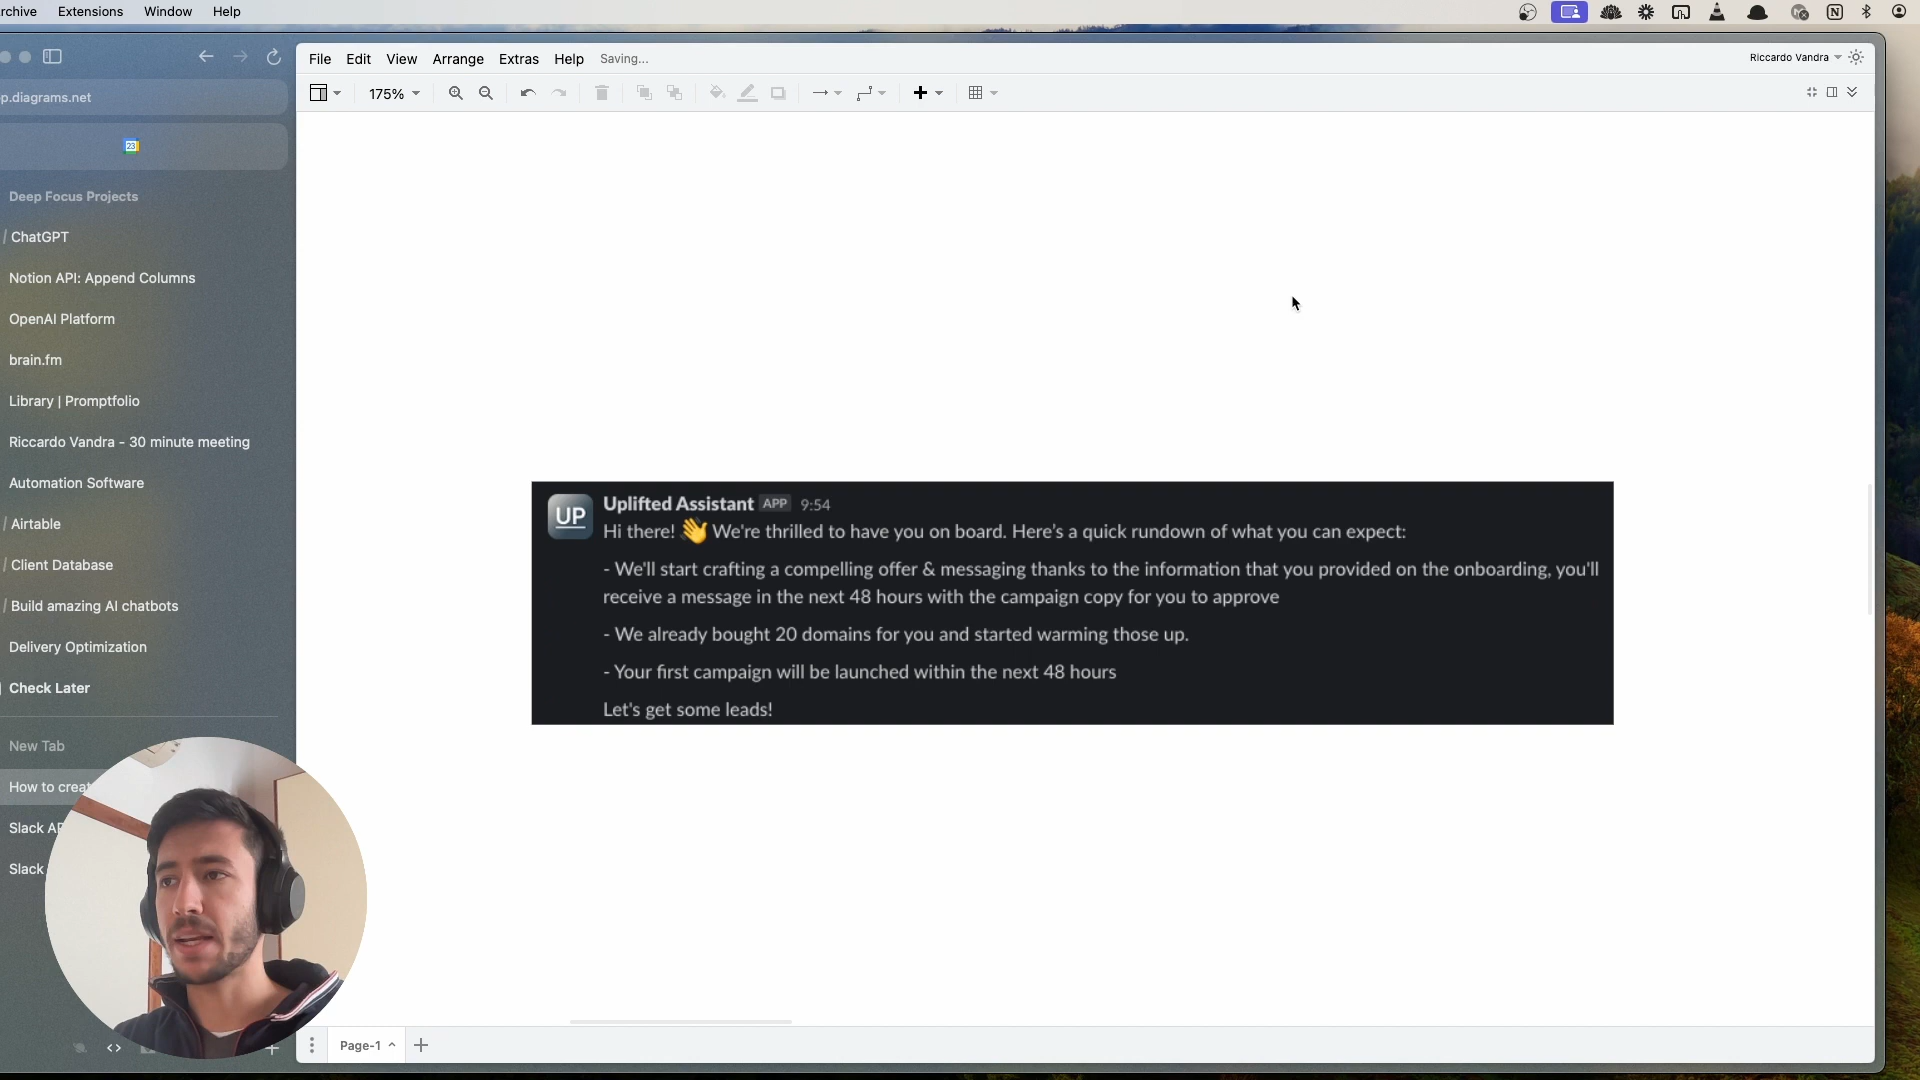 rchive Extensions Window Help
File Edit View Arrange Extras Help Saving...
Riccardo Vandra
p.diagrams.net
175%
23
Deep Focus Projects
/ ChatGPT
Notion API: Append Columns
OpenAI Platform
brain.fm
Library | Promptfolio
Riccardo Vandra - 30 minute meeting
Automation Software
/ Airtable
/ Client Database
/ Build amazing AI chatbots
Delivery Optimization
Check Later
New Tab
How to crea
Slack AP
Slack
UP
Uplifted Assistant APP 9:54
Hi there! 👋 We're thrilled to have you on board. Here's a quick rundown of what you can expect:
- We'll start crafting a compelling offer & messaging thanks to the information that you provided on the onboarding, you'll
receive a message in the next 48 hours with the campaign copy for you to approve
- We already bought 20 domains for you and started warming those up.
- Your first campaign will be launched within the next 48 hours
Let's get some leads!
Page-1